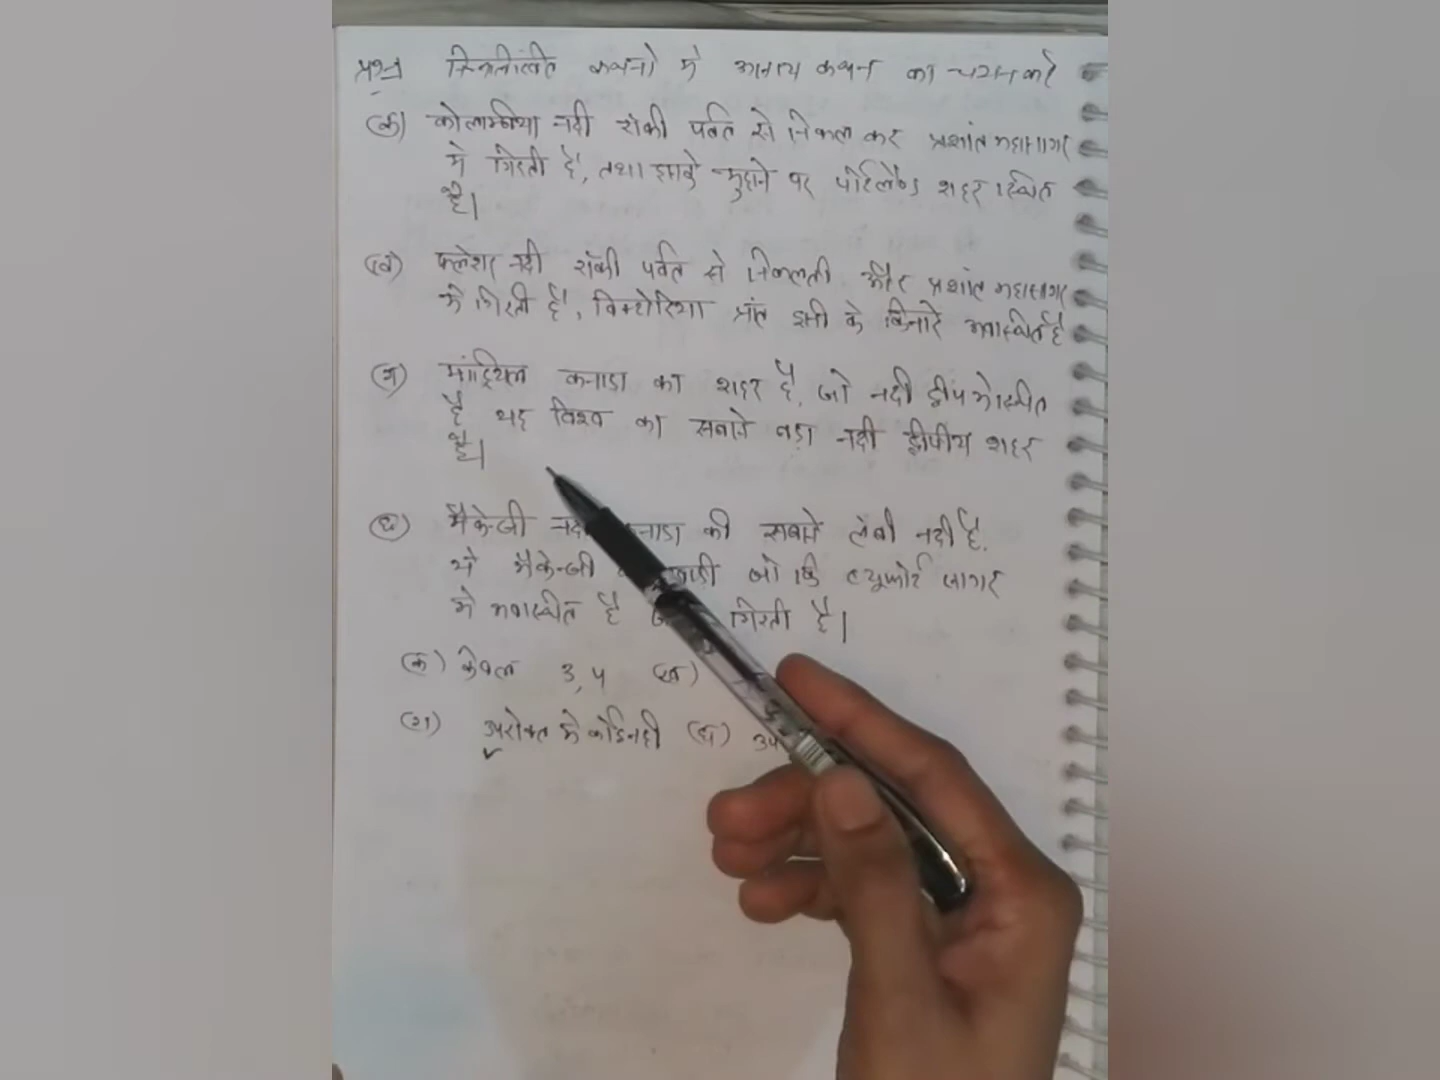 प्रश्न निम्नलिखित कथनो मे असत्य कथन का चयन करे
(क) कोलाम्बीया नदी रॉकी पर्वत से निकल कर प्रशांत महासागर
मे गिरती है, तथा इसके मुहाने पर पोर्टलैण्ड शहर स्थित
है।
(ख) फ्लेशर नदी रॉकी पर्वत से निकलती और प्रशांत महासागर
मे गिरती है, विक्टोरिया प्रांत इसी के किनारे अवस्थित है
(ग) मांट्रियल कनाडा का शहर है, जो नदी द्वीप मे स्थित
है यह विश्व का सबसे बड़ा नदी द्वीपीय शहर
है।
(घ) मैकेन्जी नदी कनाडा की सबसे लंबी नदी है,
ये मैकेन्जी खाड़ी जो कि ब्यूफोर्ट सागर
मे अवस्थित है गिरती है।
(क) केवल 3, 4 (ख)
(ग) उपरोक्त मे कोई नही (घ)